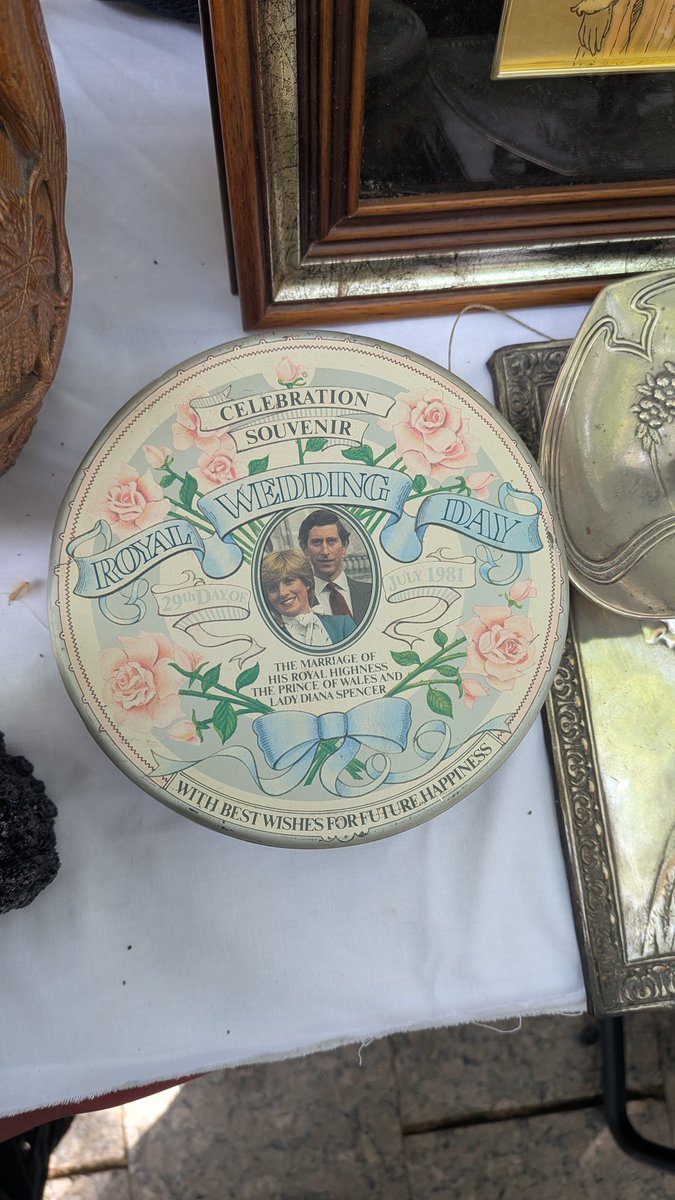 CELEBRATION
SOUVENIR
ROYAL WEDDING DAY
29th DAY OF JULY 1981
THE MARRIAGE OF
HIS ROYAL HIGHNESS
THE PRINCE OF WALES AND
LADY DIANA SPENCER
WITH BEST WISHES FOR FUTURE HAPPINESS